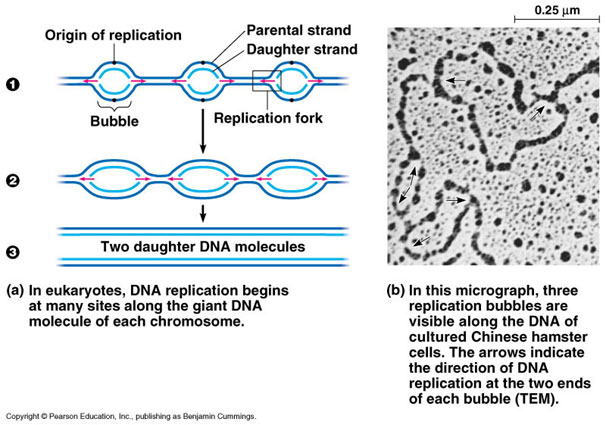 0.25 µm
Origin of replication
Parental strand
Daughter strand
1
Bubble
Replication fork
2
3
Two daughter DNA molecules
(a) In eukaryotes, DNA replication begins
at many sites along the giant DNA
molecule of each chromosome.
(b) In this micrograph, three
replication bubbles are
visible along the DNA of
cultured Chinese hamster
cells. The arrows indicate
the direction of DNA
replication at the two ends
of each bubble (TEM).
Copyright © Pearson Education, Inc., publishing as Benjamin Cummings.